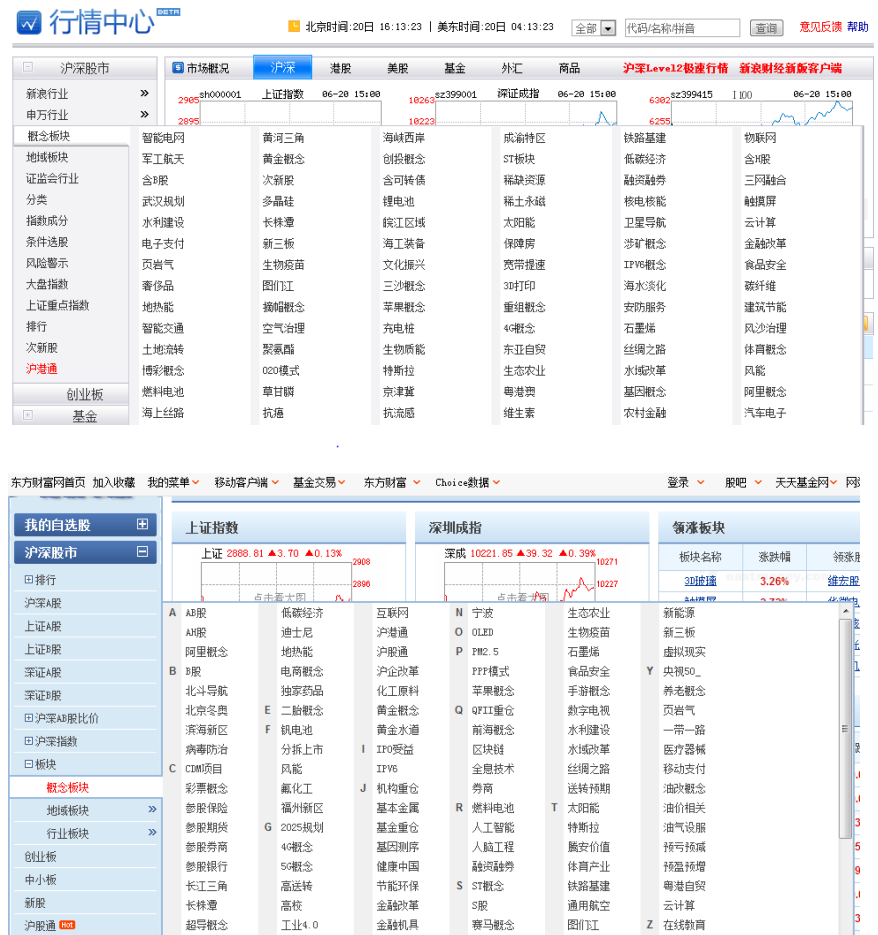 行情中心 BETA
北京时间:20日 16:13:23 | 美东时间:20日 04:13:23 全部 代码/名称/拼音 查询 意见反馈 帮助
沪深股市 市场概况 沪深 港股 美股 基金 外汇 商品 沪深Level2极速行情 新浪财经新版客户端
新浪行业 » 2905 sh000001 上证指数 06-20 15:00 10263 sz399001 深证成指 06-20 15:00 6302 sz399415 I100 06-20 15:00
申万行业 » 2895 10223 6255
概念板块 智能电网 黄河三角 海峡西岸 成渝特区 铁路基建 物联网
地域板块 军工航天 黄金概念 创投概念 ST板块 低碳经济 含H股
证监会行业 含B股 次新股 含可转债 稀缺资源 融资融券 三网融合
分类 武汉规划 多晶硅 锂电池 稀土永磁 核电核能 触摸屏
指数成分 水利建设 长株潭 皖江区域 太阳能 卫星导航 云计算
条件选股 电子支付 新三板 海工装备 保障房 涉矿概念 金融改革
风险警示 页岩气 生物疫苗 文化振兴 宽带提速 IPV6概念 食品安全
大盘指数 奢侈品 图们江 三沙概念 3D打印 海水淡化 碳纤维
上证重点指数 地热能 摘帽概念 苹果概念 重组概念 安防服务 建筑节能
排行 智能交通 空气治理 充电桩 4G概念 石墨烯 风沙治理
次新股 土地流转 聚氨酯 生物质能 东亚自贸 丝绸之路 体育概念
沪港通 博彩概念 O2O模式 特斯拉 生态农业 水域改革 风能
创业板 燃料电池 草甘膦 京津冀 粤港澳 基因概念 阿里概念
基金 海上丝路 抗癌 抗流感 维生素 农村金融 汽车电子
东方财富网首页 加入收藏 我的菜单 移动客户端 基金交易 东方财富 Choice数据 登录 股吧 天天基金网
我的自选股 上证指数 深圳成指 领涨板块
沪深股市 上证 2888.81 ▲3.70 ▲0.13% 2908 深成 10221.85 ▲39.32 ▲0.39% 10271 板块名称 涨跌幅 领涨股
排行 2896 点击看大图 10227 点击看大图 3D玻璃 3.26% 维宏股
沪深A股 A AB股 低碳经济 互联网 N 宁波 生态农业 新能源
上证A股 AH股 迪士尼 沪港通 O OLED 生物疫苗 新三板
上证B股 阿里概念 地热能 沪股通 P PM2.5 石墨烯 虚拟现实
深证A股 B B股 电商概念 沪企改革 PPP模式 食品安全 Y 央视50_
深证B股 北斗导航 独家药品 化工原料 苹果概念 手游概念 养老概念
沪深AB股比价 北京冬奥 E 二胎概念 黄金概念 Q QFII重仓 数字电视 页岩气
滨海新区 F 钒电池 黄金水道 前海概念 水利建设 一带一路
沪深指数 病毒防治 分拆上市 I IPO受益 区块链 水域改革 医疗器械
板块 C CDM项目 风能 IPV6 全息技术 丝绸之路 移动支付
概念板块 彩票概念 氟化工 J 机构重仓 券商 送转预期 油改概念
地域板块 » 参股保险 福州新区 基本金属 R 燃料电池 T 太阳能 油价相关
行业板块 » 参股期货 G 2025规划 基金重仓 人工智能 特斯拉 油气设服
创业板 参股券商 4G概念 基因测序 人脑工程 腾安价值 预亏预减
中小板 参股银行 5G概念 健康中国 融资融券 体育产业 预盈预增
长江三角 高送转 节能环保 S ST概念 铁路基建 粤港自贸
新股 长株潭 高校 金融改革 S股 通用航空 云计算
沪股通 Hot 超导概念 工业4.0 金融机具 赛马概念 图们江 Z 在线教育